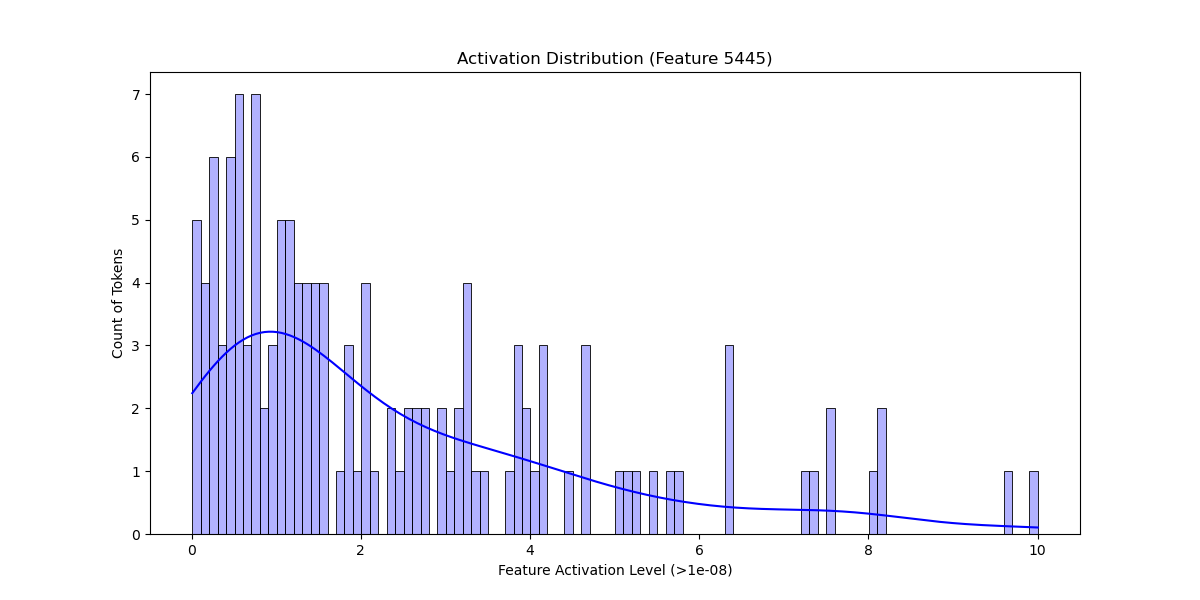 Activation Distribution (Feature 5445)
7
6
5
4
3
2
1
0
Count of Tokens
0 2 4 6 8 10
Feature Activation Level (>1e-08)